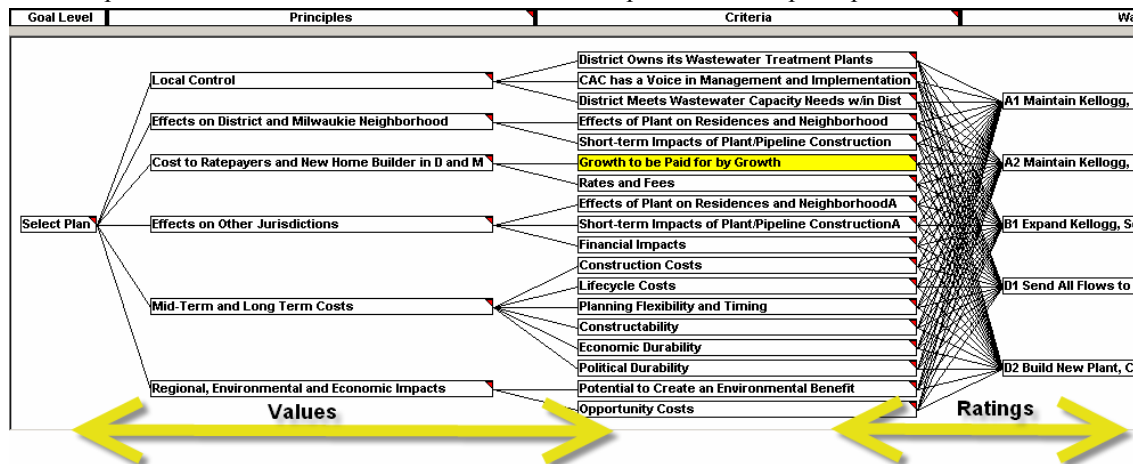 Goal Level
Principles
Criteria
Wa
Select Plan
Local Control
Effects on District and Milwaukie Neighborhood
Cost to Ratepayers and New Home Builder in D and M
Effects on Other Jurisdictions
Mid-Term and Long Term Costs
Regional, Environmental and Economic Impacts
District Owns its Wastewater Treatment Plants
CAC has a Voice in Management and Implementation
District Meets Wastewater Capacity Needs w/in Dist
Effects of Plant on Residences and Neighborhood
Short-term Impacts of Plant/Pipeline Construction
Growth to be Paid for by Growth
Rates and Fees
Effects of Plant on Residences and NeighborhoodA
Short-term Impacts of Plant/Pipeline ConstructionA
Financial Impacts
Construction Costs
Lifecycle Costs
Planning Flexibility and Timing
Constructability
Economic Durability
Political Durability
Potential to Create an Environmental Benefit
Opportunity Costs
A1 Maintain Kellogg,
A2 Maintain Kellogg,
B1 Expand Kellogg, S
D1 Send All Flows to
D2 Build New Plant, C
Values
Ratings